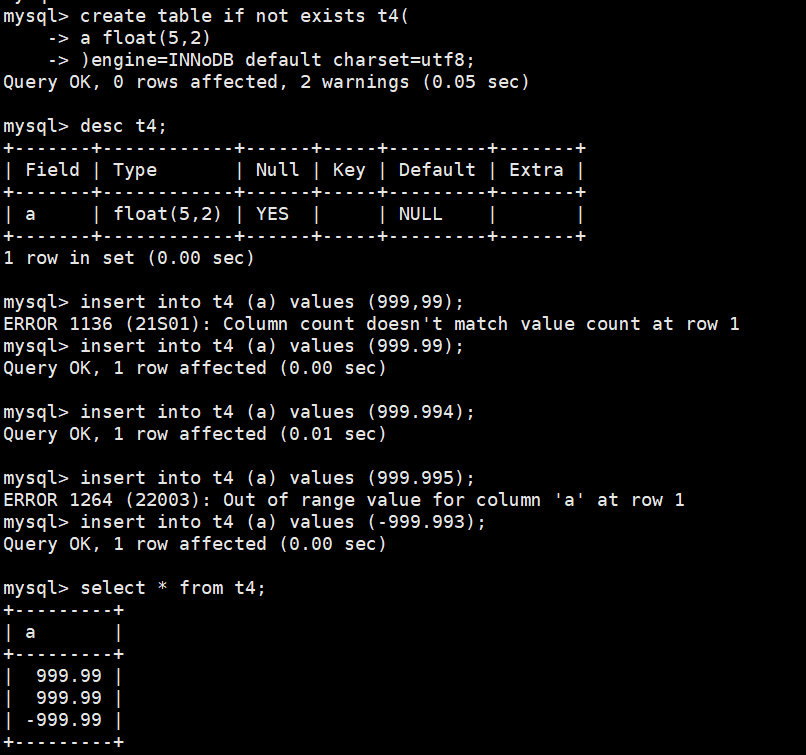 mysql> create table if not exists t4(
    -> a float(5,2)
    -> )engine=INNoDB default charset=utf8;
Query OK, 0 rows affected, 2 warnings (0.05 sec)
mysql> desc t4;
+-------+------------+------+-----+---------+-------+
| Field | Type       | Null | Key | Default | Extra |
+-------+------------+------+-----+---------+-------+
| a     | float(5,2) | YES  |     | NULL    |       |
+-------+------------+------+-----+---------+-------+
1 row in set (0.00 sec)
mysql> insert into t4 (a) values (999,99);
ERROR 1136 (21S01): Column count doesn't match value count at row 1
mysql> insert into t4 (a) values (999.99);
Query OK, 1 row affected (0.00 sec)
mysql> insert into t4 (a) values (999.994);
Query OK, 1 row affected (0.01 sec)
mysql> insert into t4 (a) values (999.995);
ERROR 1264 (22003): Out of range value for column 'a' at row 1
mysql> insert into t4 (a) values (-999.993);
Query OK, 1 row affected (0.00 sec)
mysql> select * from t4;
+---------+
| a       |
+---------+
|  999.99 |
|  999.99 |
| -999.99 |
+---------+